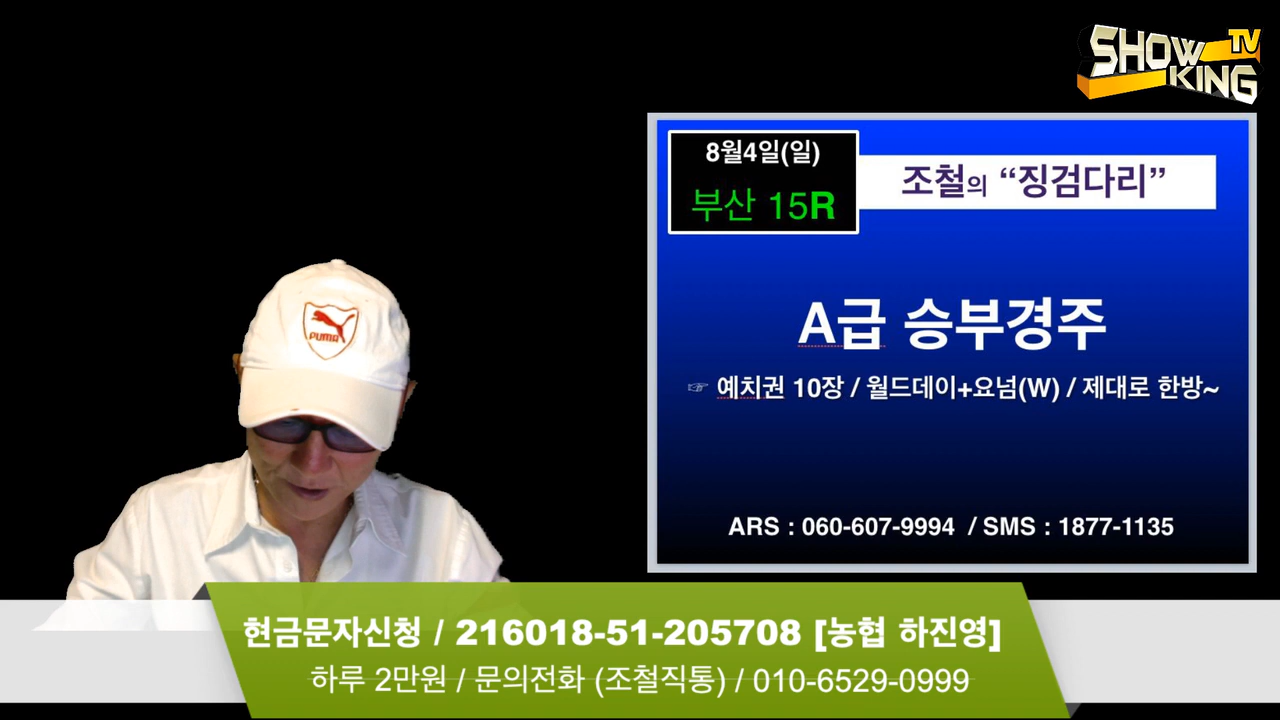 SHOW TV
KING
8월4일(일)
부산 15R
조철의 “징검다리”
A급 승부경주
☞ 예치권 10장 / 월드데이+요넘(W) / 제대로 한방~
ARS : 060-607-9994 / SMS : 1877-1135
PUMA
현금문자신청 / 216018-51-205708 [농협 하진영]
하루 2만원 / 문의전화 (조철직통) / 010-6529-0999